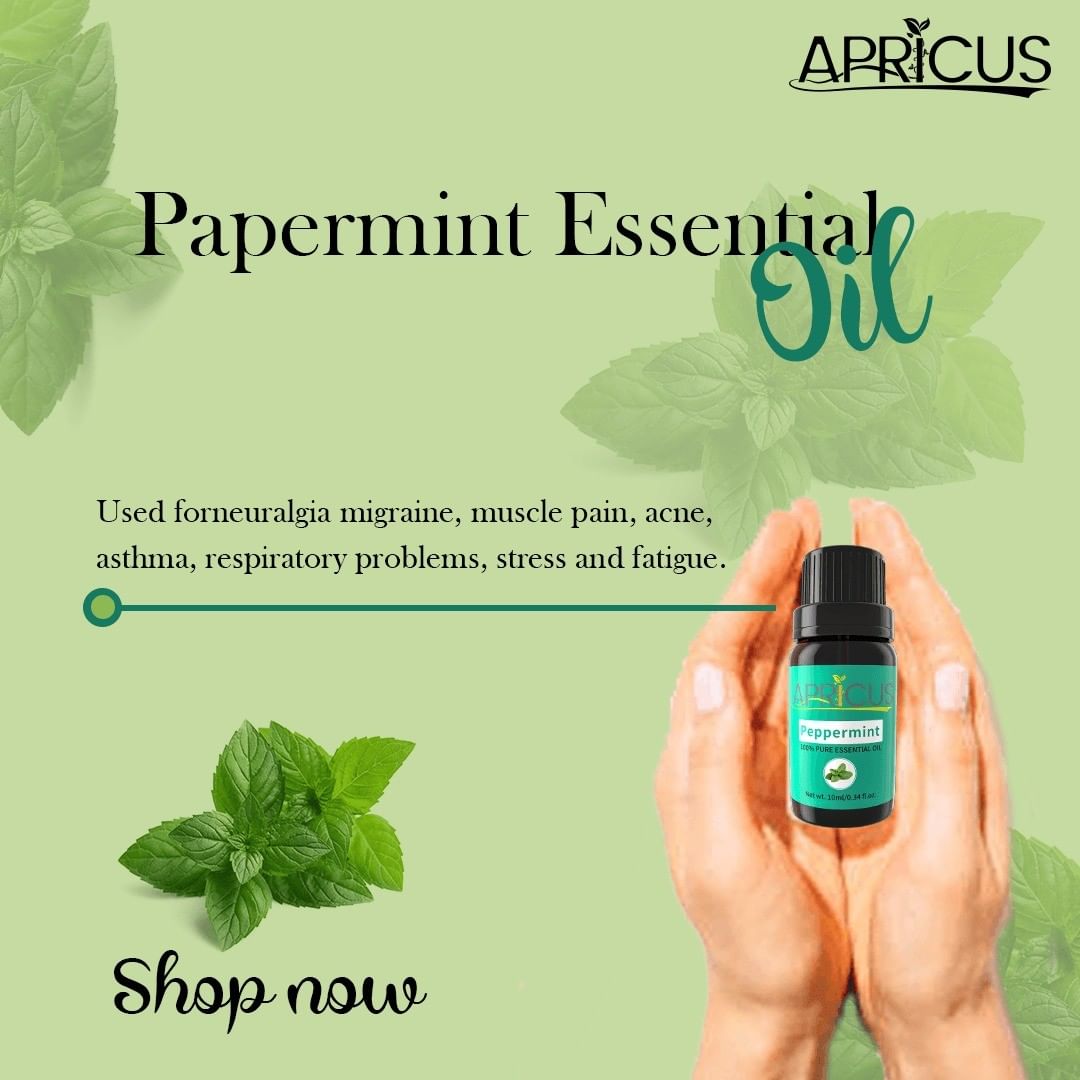 APRICUS
Papermint Essential
Oil
Used forneuralgia migraine, muscle pain, acne,
asthma, respiratory problems, stress and fatigue.
APRICUS
Peppermint
100% PURE ESSENTIAL OIL
Net wt. 10ml/0.34 fl.oz.
Shop now